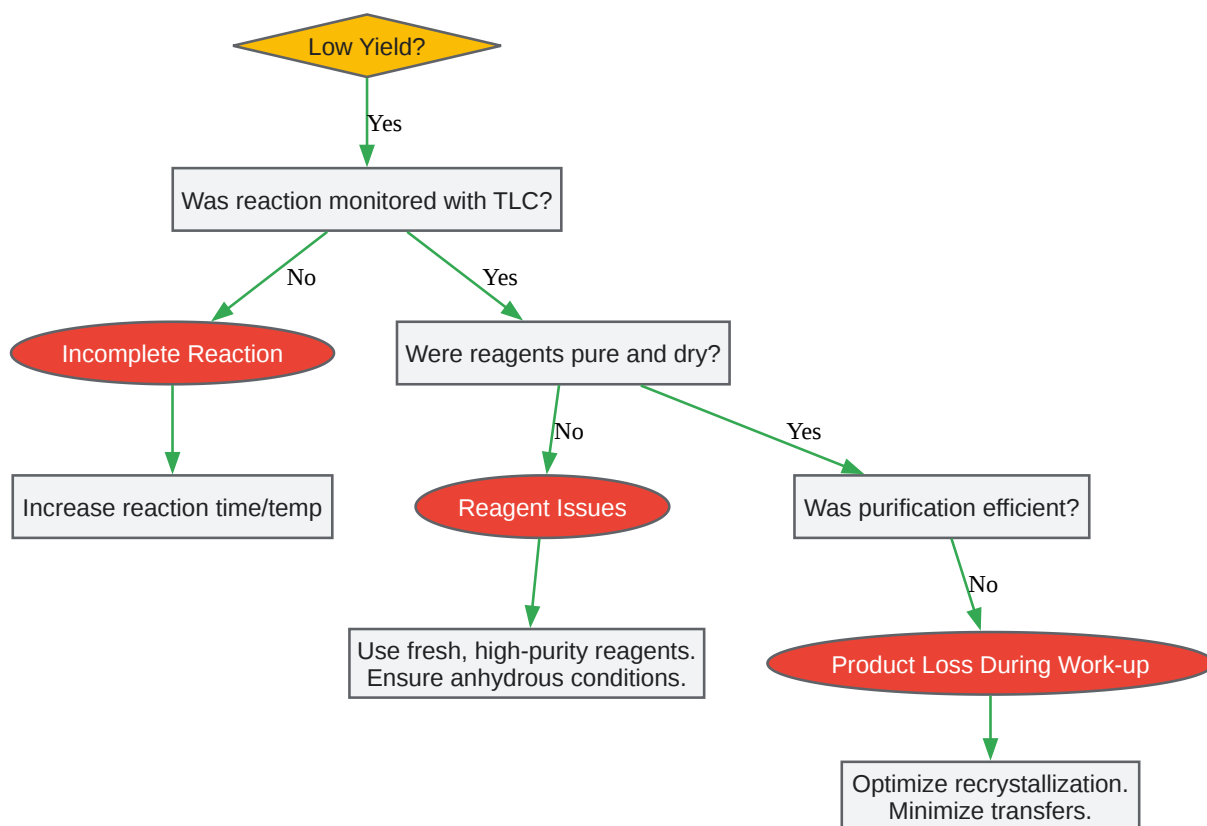 Low Yield?
Yes
Was reaction monitored with TLC?
No
Yes
Incomplete Reaction
Were reagents pure and dry?
No
Yes
Increase reaction time/temp
Reagent Issues
Was purification efficient?
No
Use fresh, high-purity reagents.
Ensure anhydrous conditions.
Product Loss During Work-up
Optimize recrystallization.
Minimize transfers.